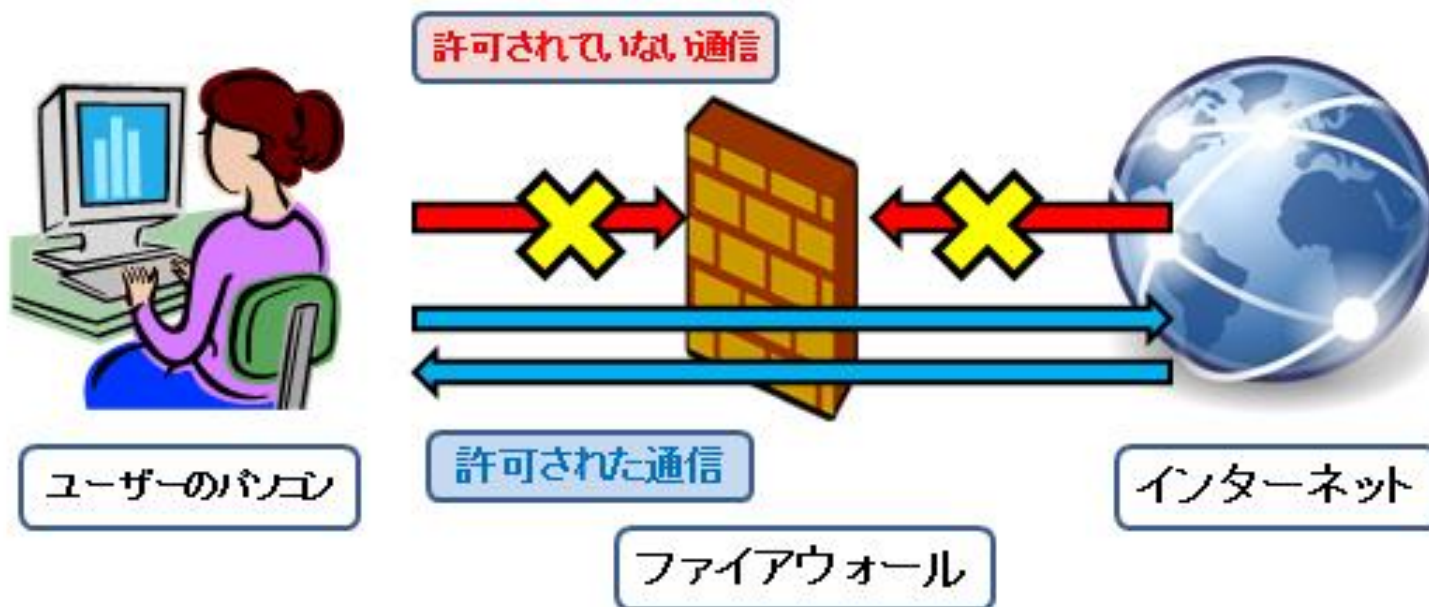 許可されていない通信
許可された通信
ユーザーのパソコン
インターネット
ファイアウォール